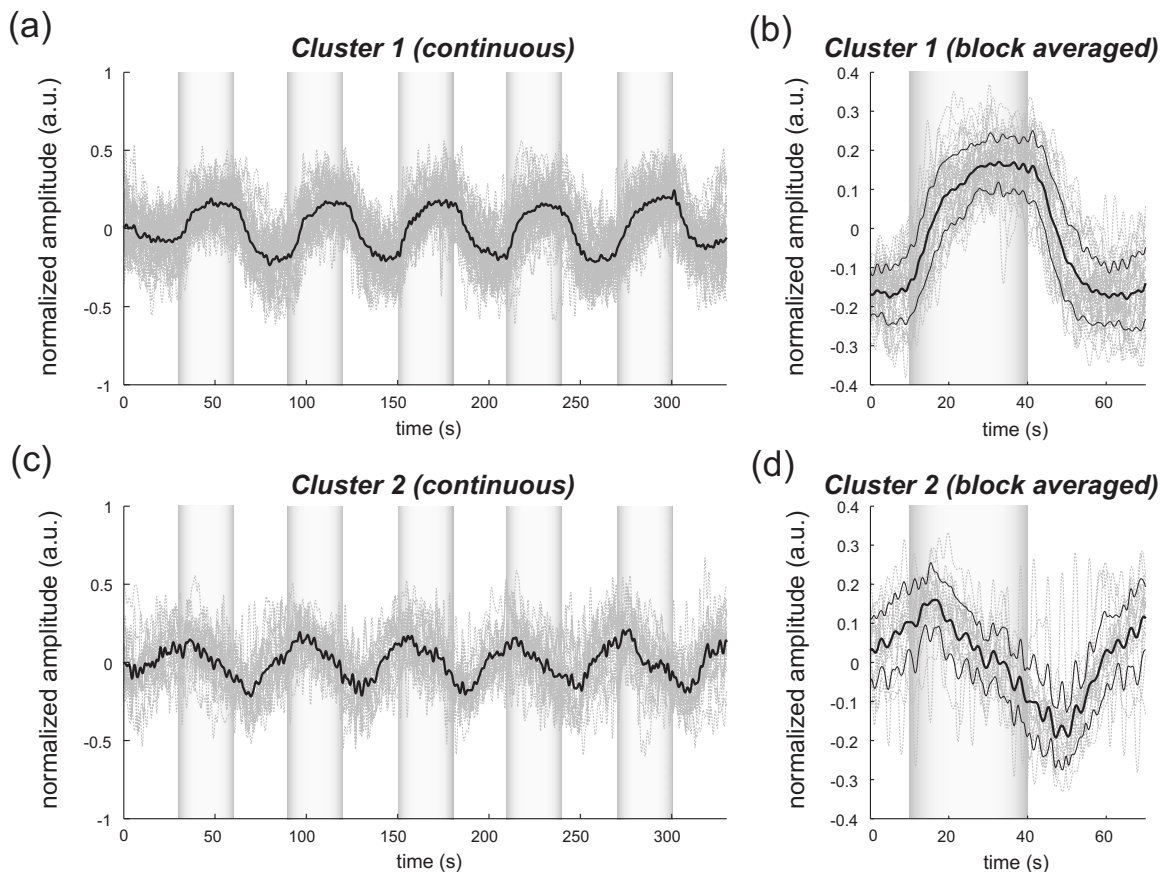 (a)
Cluster 1 (continuous)
normalized amplitude (a.u.)
1
0.5
0
-0.5
-1
0 50 100 150 200 250 300
time (s)
(b)
Cluster 1 (block averaged)
normalized amplitude (a.u.)
0.4
0.3
0.2
0.1
0
-0.1
-0.2
-0.3
-0.4
0 20 40 60
time (s)
(c)
Cluster 2 (continuous)
normalized amplitude (a.u.)
1
0.5
0
-0.5
-1
0 50 100 150 200 250 300
time (s)
(d)
Cluster 2 (block averaged)
normalized amplitude (a.u.)
0.4
0.3
0.2
0.1
0
-0.1
-0.2
-0.3
-0.4
0 20 40 60
time (s)